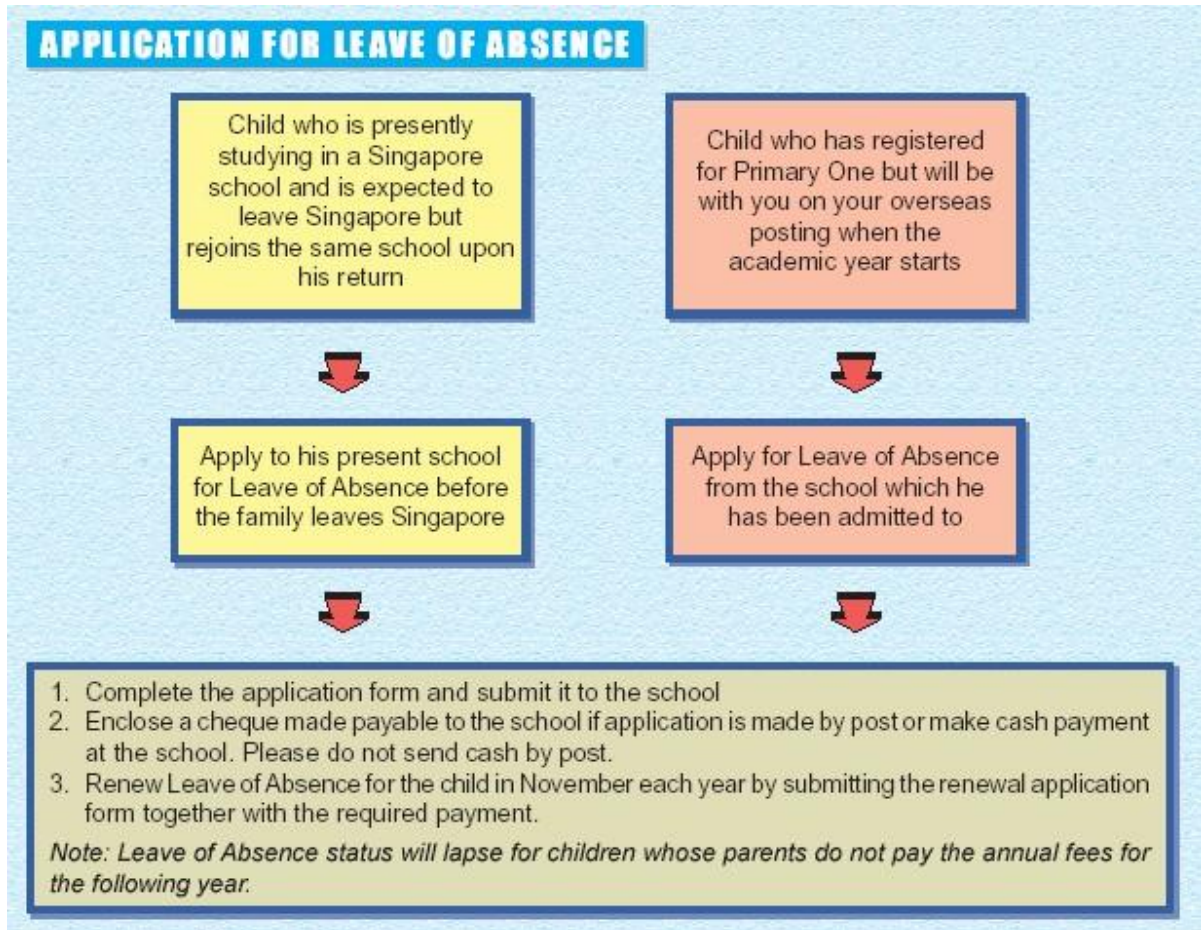 APPLICATION FOR LEAVE OF ABSENCE
Child who is presently
studying in a Singapore
school and is expected to
leave Singapore but
rejoins the same school upon
his return
Apply to his present school
for Leave of Absence before
the family leaves Singapore
Child who has registered
for Primary One but will be
with you on your overseas
posting when the
academic year starts
Apply for Leave of Absence
from the school which he
has been admitted to
1. Complete the application form and submit it to the school
2. Enclose a cheque made payable to the school if application is made by post or make cash payment
at the school. Please do not send cash by post.
3. Renew Leave of Absence for the child in November each year by submitting the renewal application
form together with the required payment.
Note: Leave of Absence status will lapse for children whose parents do not pay the annual fees for
the following year.